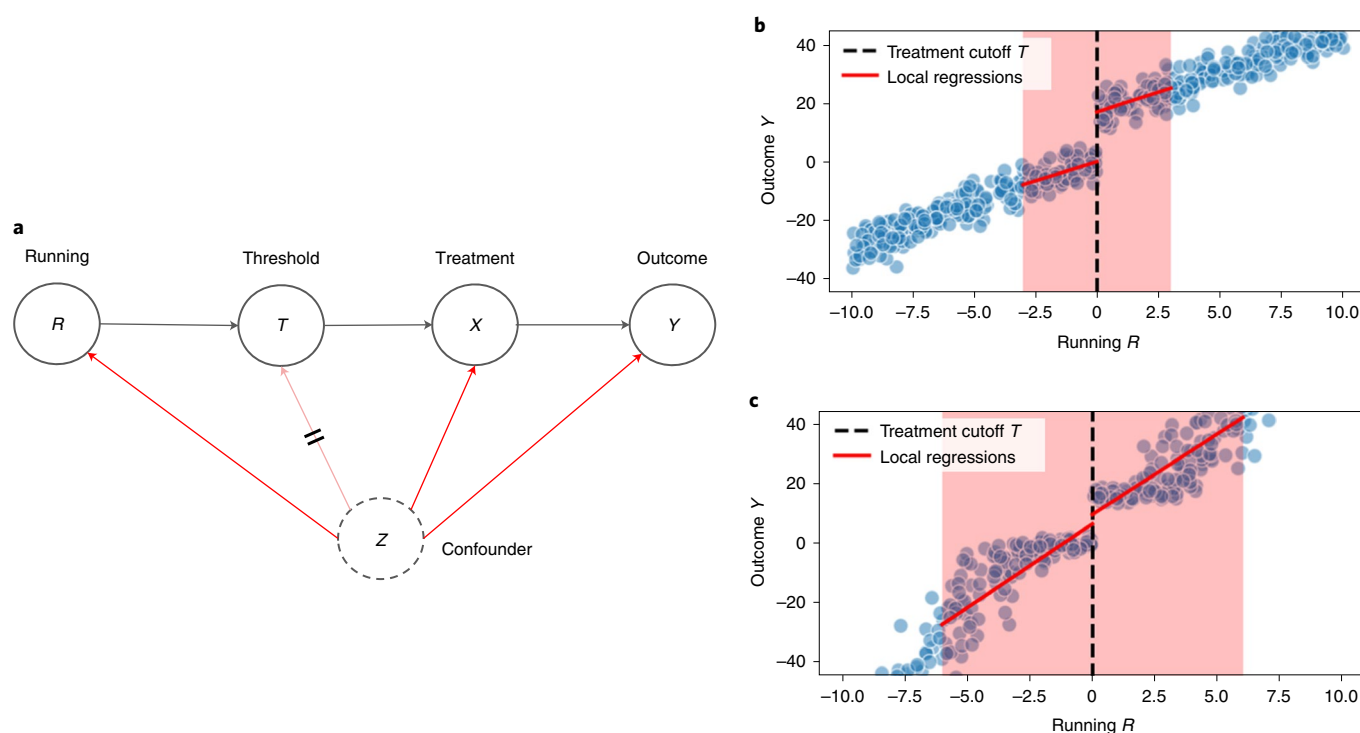 a
Running
Threshold
Treatment
Outcome
R
T
X
Y
Z
Confounder
b
Treatment cutoff T
Local regressions
Outcome Y
40
20
0
−20
−40
−10.0 −7.5 −5.0 −2.5 0 2.5 5.0 7.5 10.0
Running R
c
Treatment cutoff T
Local regressions
Outcome Y
40
20
0
−20
−40
−10.0 −7.5 −5.0 −2.5 0 2.5 5.0 7.5 10.0
Running R